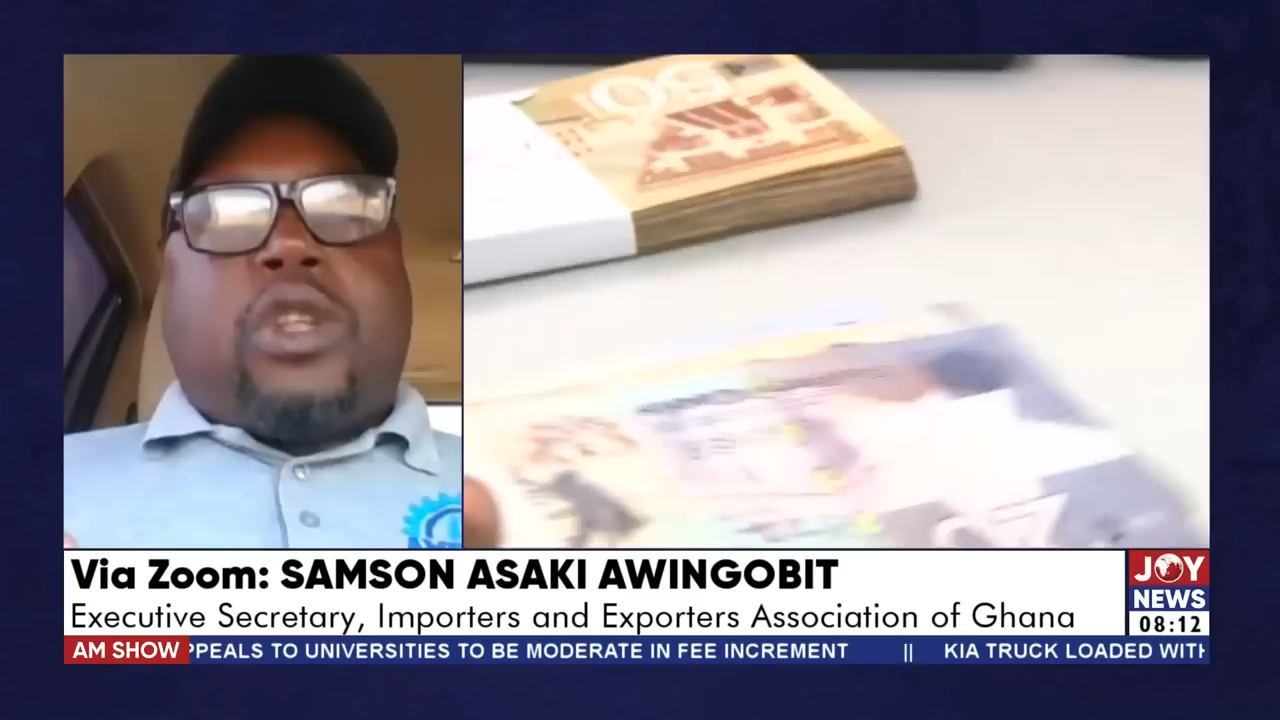 50
Via Zoom: SAMSON ASAKI AWINGOBIT
Executive Secretary, Importers and Exporters Association of Ghana
JOY
NEWS
08:12
AM SHOW
PPEALS TO UNIVERSITIES TO BE MODERATE IN FEE INCREMENT || KIA TRUCK LOADED WITH